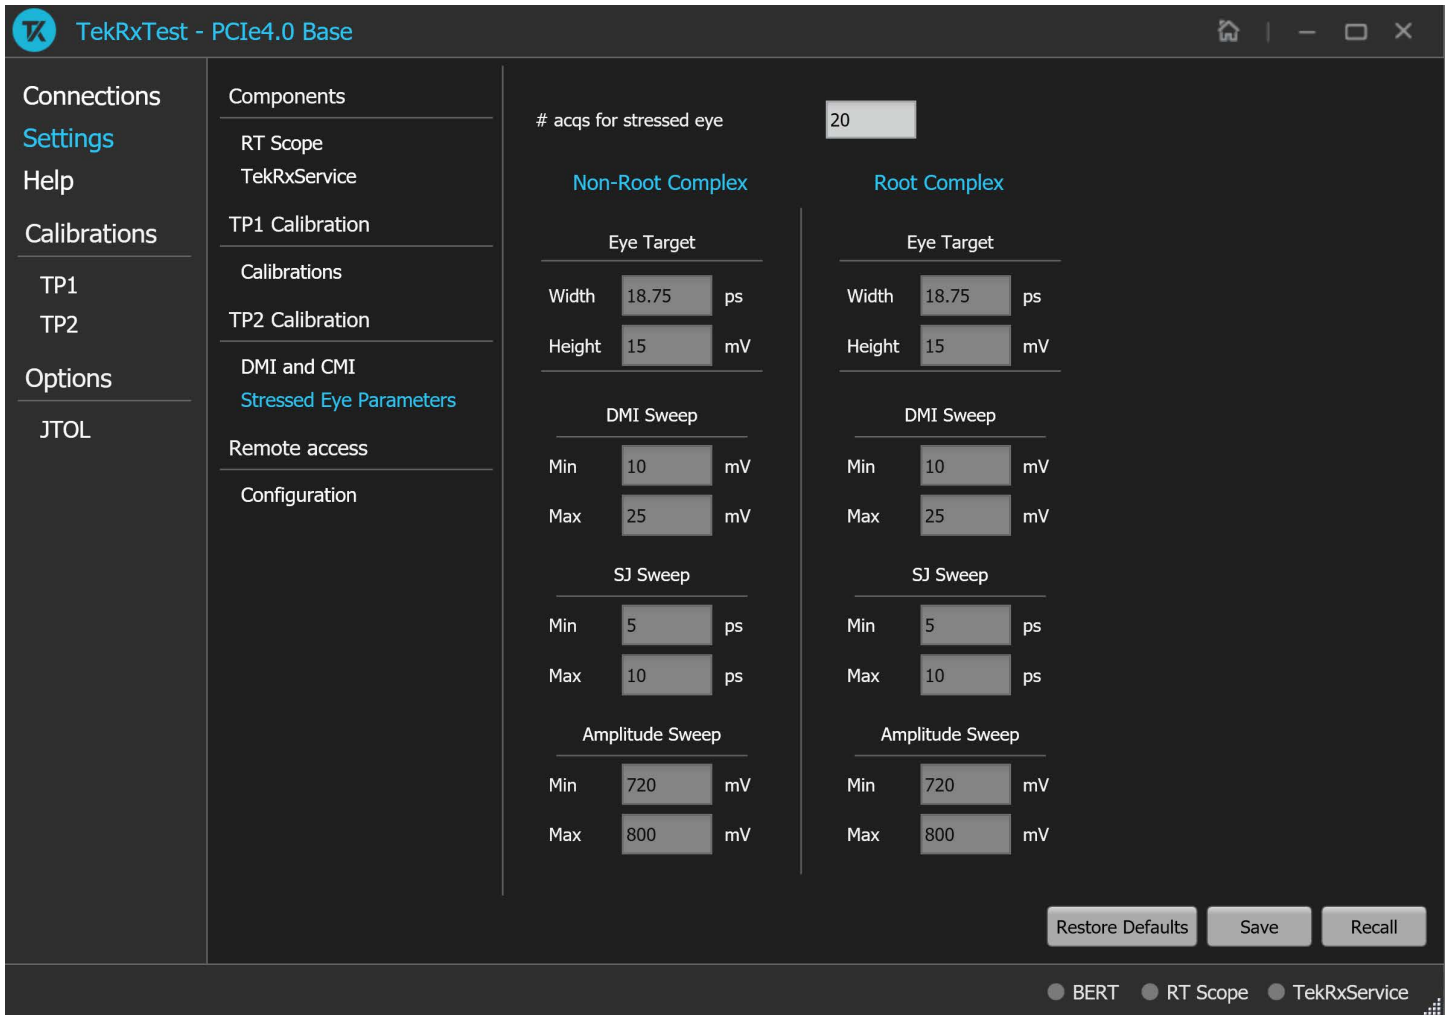 TekRxTest - PCIe4.0 Base
Connections
Settings
Help
Calibrations
TP1
TP2
Options
JTOL
Components
RT Scope
TekRxService
TP1 Calibration
Calibrations
TP2 Calibration
DMI and CMI
Stressed Eye Parameters
Remote access
Configuration
# acqs for stressed eye 20
Non-Root Complex
Eye Target
Width 18.75 ps
Height 15 mV
DMI Sweep
Min 10 mV
Max 25 mV
SJ Sweep
Min 5 ps
Max 10 ps
Amplitude Sweep
Min 720 mV
Max 800 mV
Root Complex
Eye Target
Width 18.75 ps
Height 15 mV
DMI Sweep
Min 10 mV
Max 25 mV
SJ Sweep
Min 5 ps
Max 10 ps
Amplitude Sweep
Min 720 mV
Max 800 mV
Restore Defaults Save Recall
BERT RT Scope TekRxService